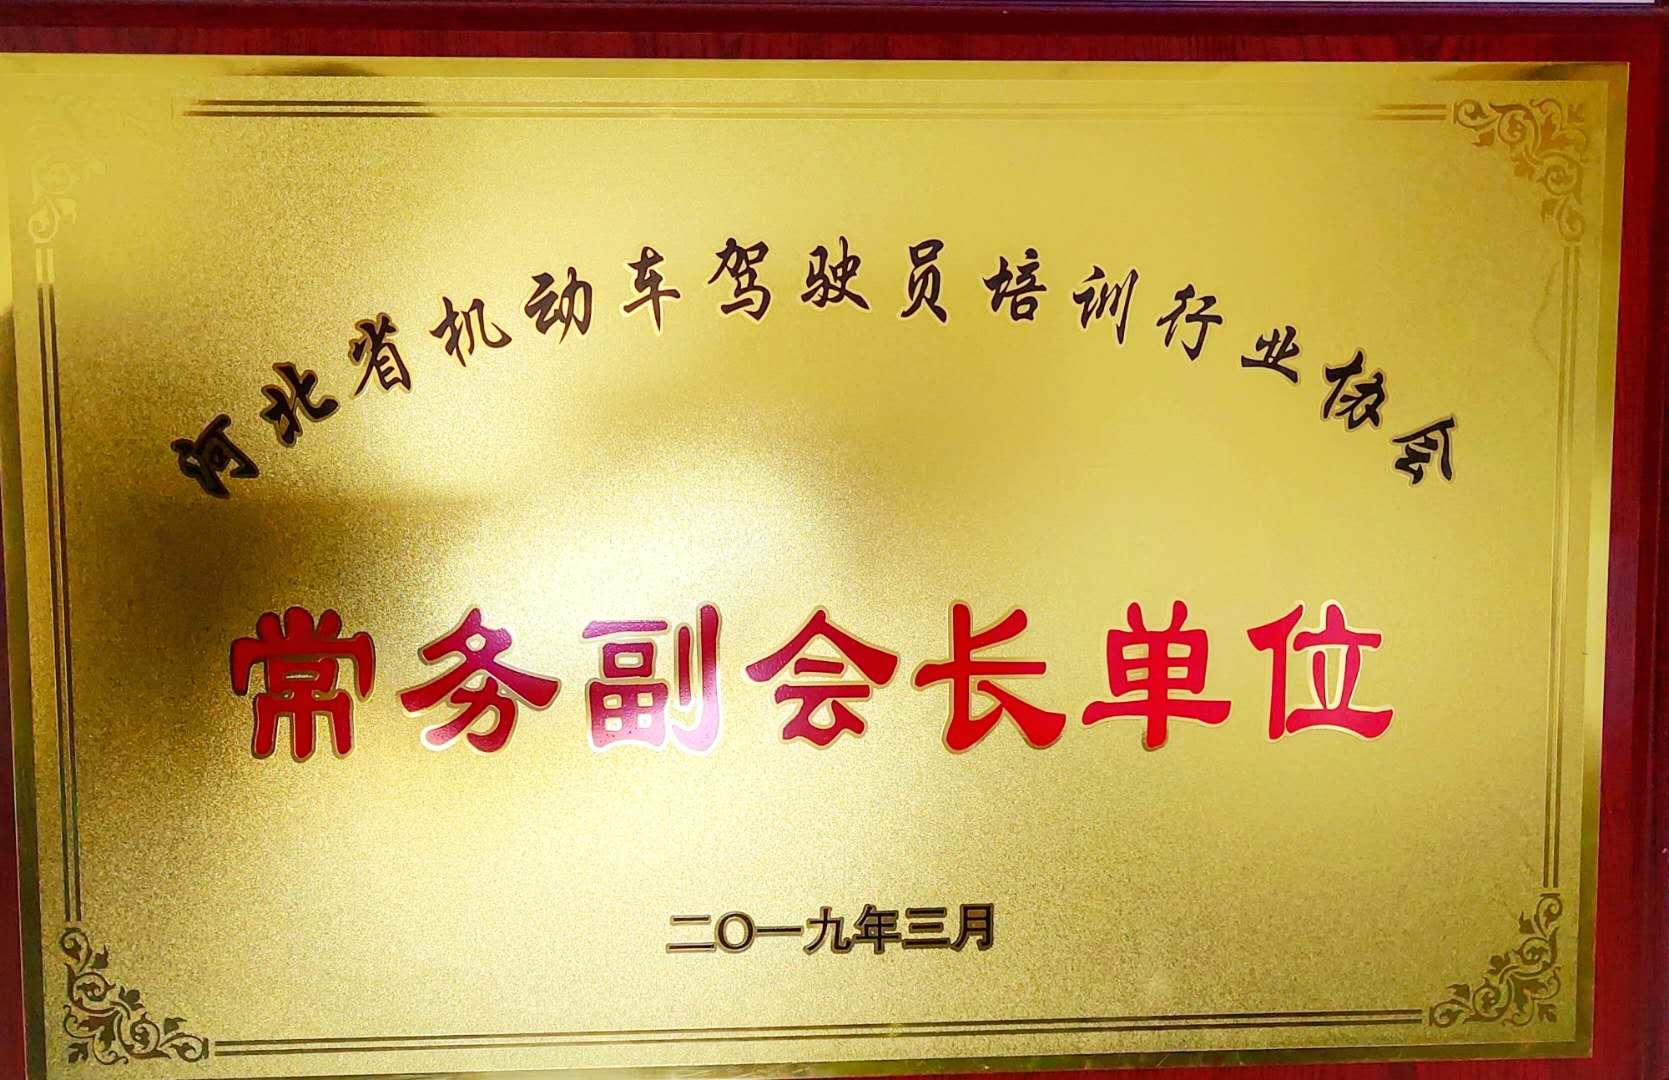 河北省机动车驾驶员培训行业协会
常务副会长单位
二〇一九年三月